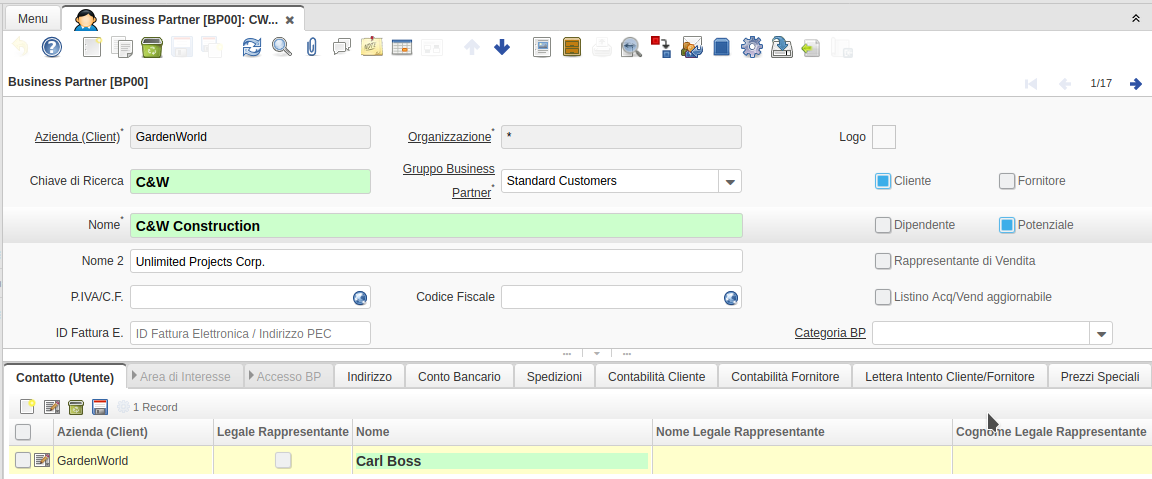 Menu
Business Partner [BP00]: CW...
Business Partner [BP00]
1/17
Azienda (Client)* GardenWorld Organizzazione* * Logo
Chiave di Ricerca C&W Gruppo Business Partner* Standard Customers Cliente Fornitore
Nome* C&W Construction Dipendente Potenziale
Nome 2 Unlimited Projects Corp. Rappresentante di Vendita
P.IVA/C.F. Codice Fiscale Listino Acq/Vend aggiornabile
ID Fattura E. ID Fattura Elettronica / Indirizzo PEC Categoria BP
Contatto (Utente) Area di Interesse Accesso BP Indirizzo Conto Bancario Spedizioni Contabilità Cliente Contabilità Fornitore Lettera Intento Cliente/Fornitore Prezzi Speciali
1 Record
Azienda (Client) Legale Rappresentante Nome Nome Legale Rappresentante Cognome Legale Rappresentante
GardenWorld Carl Boss